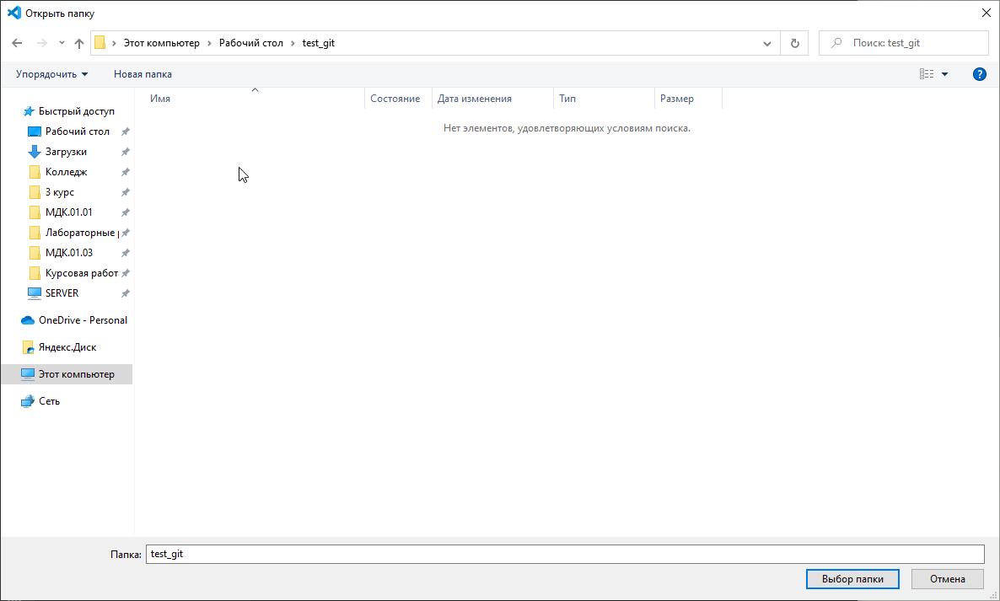 Открыть папку
Этот компьютер
Рабочий стол
test_git
Поиск: test_git
Упорядочить
Новая папка
?
Имя
Состояние
Дата изменения
Тип
Размер
Нет элементов, удовлетворяющих условиям поиска.
Быстрый доступ
Рабочий стол
Загрузки
Колледж
3 курс
МДК.01.01
Лабораторные
МДК.01.03
Курсовая работ
SERVER
OneDrive - Personal
Яндекс.Диск
Этот компьютер
Сеть
Папка: test_git
Выбор папки
Отмена